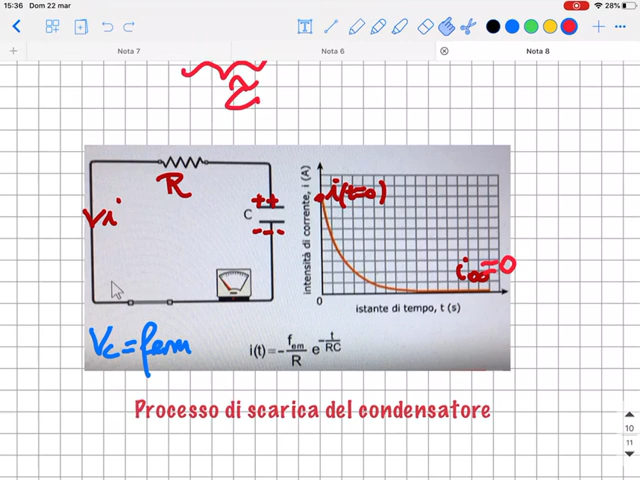 15:36 Dom 22 mar
28%
Nota 7
Nota 6
Nota 8
τ
R
Vi
C
++
---
intensità di corrente, i (A)
i(t=0)
i∞=0
0
istante di tempo, t (s)
Vc=fem
i(t)=-fem/R e^-t/RC
Processo di scarica del condensatore
10
11